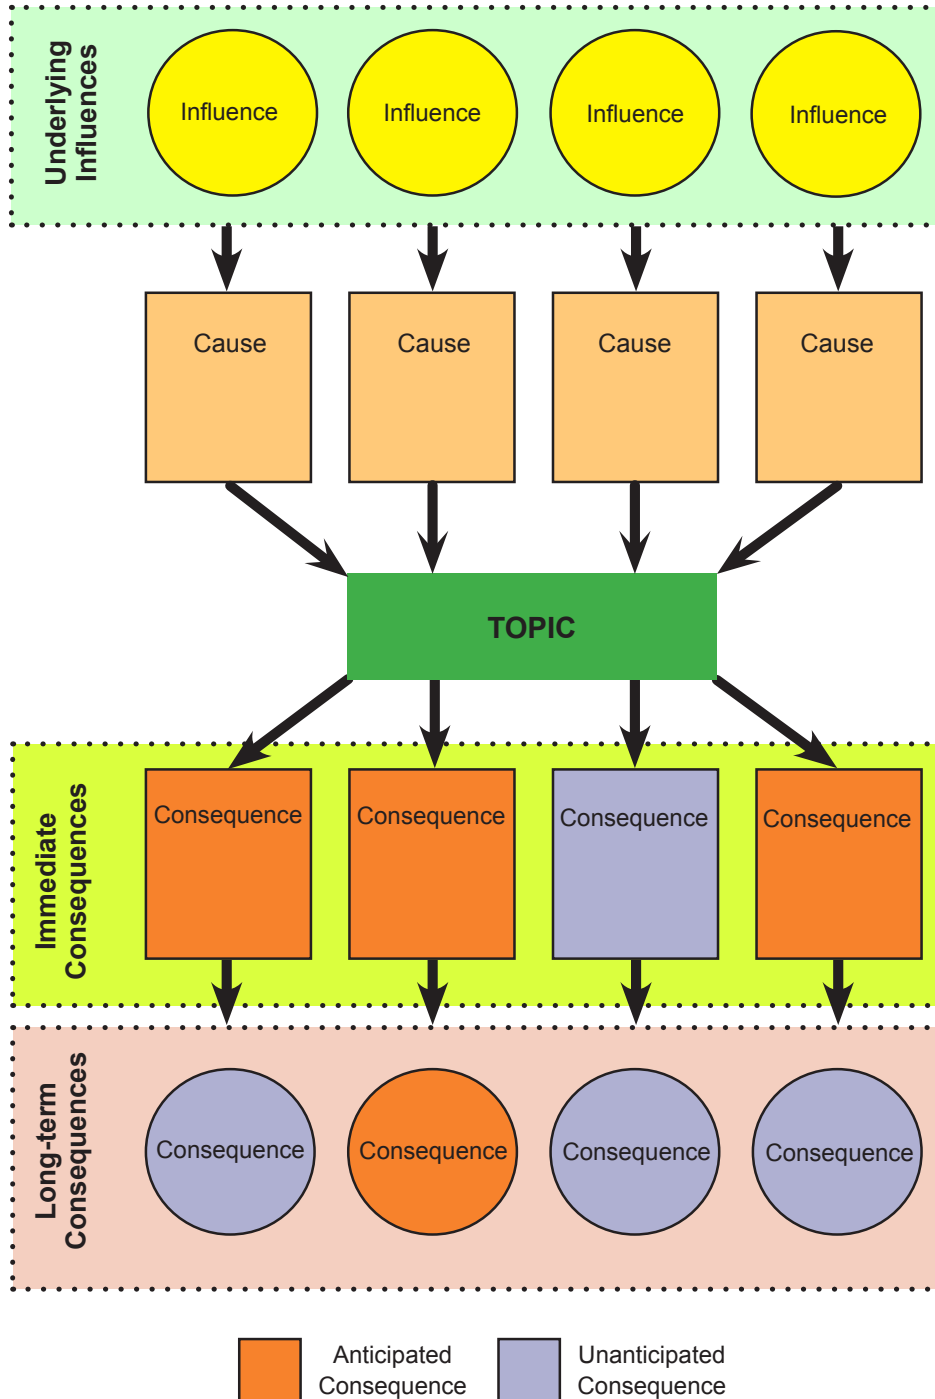 Underlying
Influences
Influence
Influence
Influence
Influence
Cause
Cause
Cause
Cause
TOPIC
Immediate
Consequences
Consequence
Consequence
Consequence
Consequence
Long-term
Consequences
Consequence
Consequence
Consequence
Consequence
Anticipated
Consequence
Unanticipated
Consequence